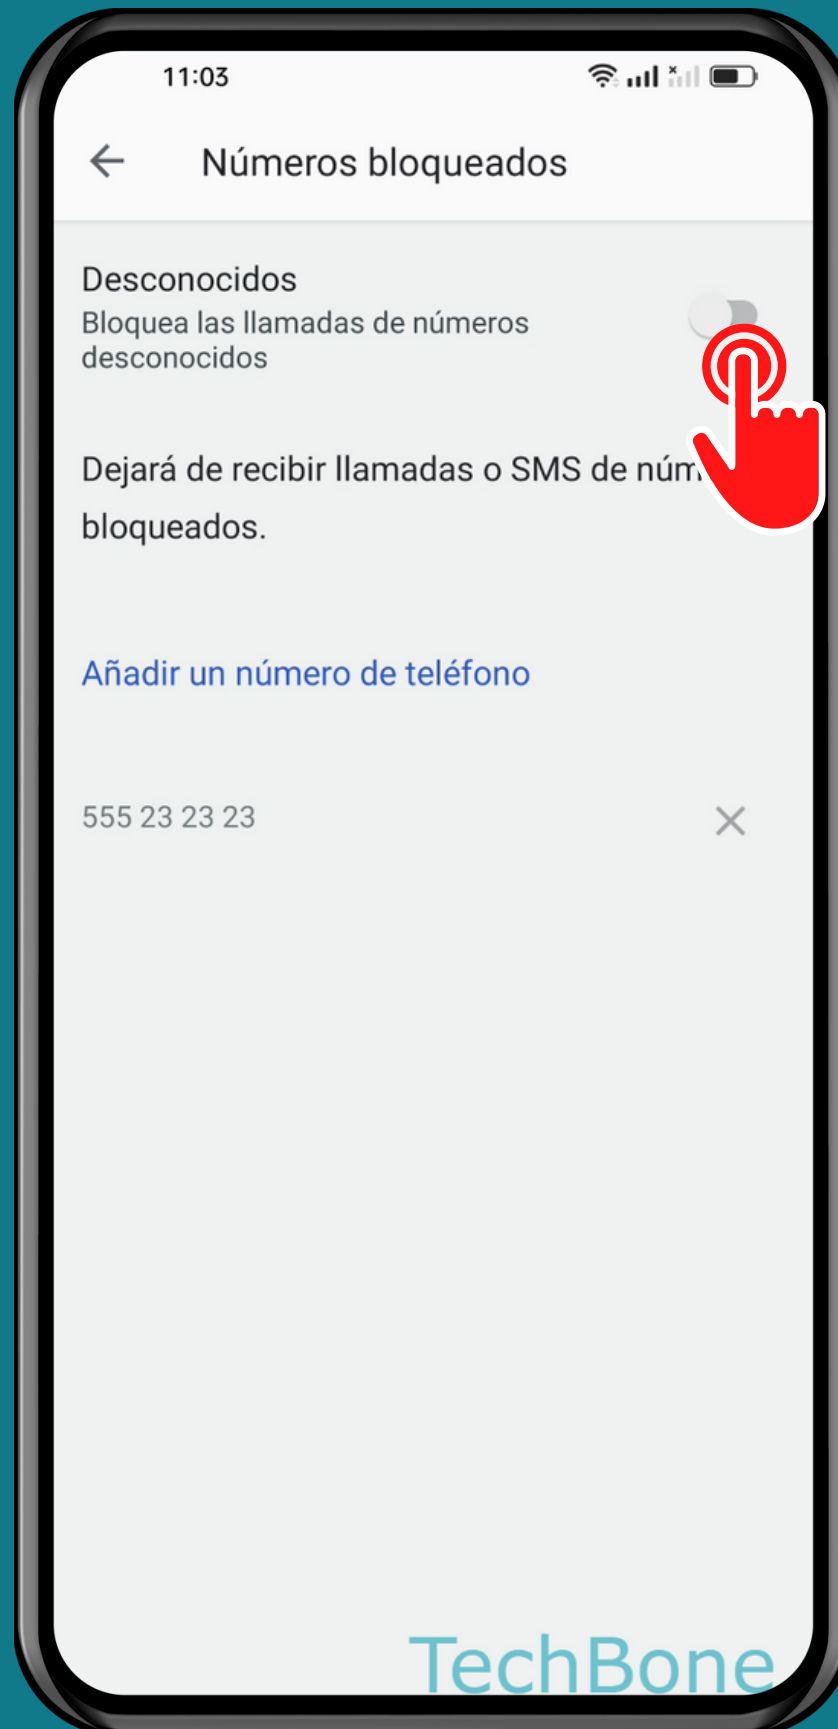 11:03
Números bloqueados
Desconocidos
Bloquea las llamadas de números
desconocidos
Dejará de recibir llamadas o SMS de núm
bloqueados.
Añadir un número de teléfono
555 23 23 23
TechBone